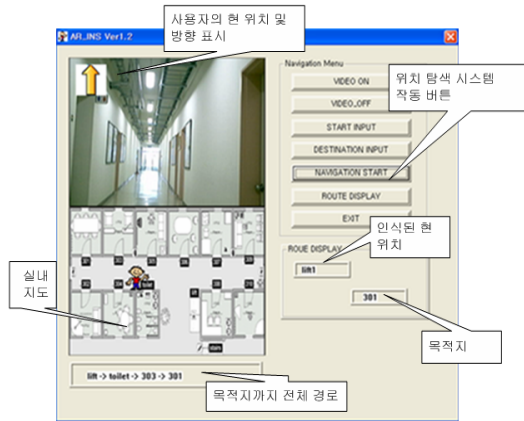 사용자의 현 위치 및
방향 표시
AR_INS Ver1.2
Navigation Menu
VIDEO ON
VIDEO_OFF
START INPUT
DESTINATION INPUT
NAVIGATION START
ROUTE DISPLAY
EXIT
위치 탐색 시스템
작동 버튼
인식된 현
위치
ROUE DISPLAY
lift1
301
목적지
실내
지도
toilet
lift -> toilet -> 303 -> 301
목적지까지 전체 경로